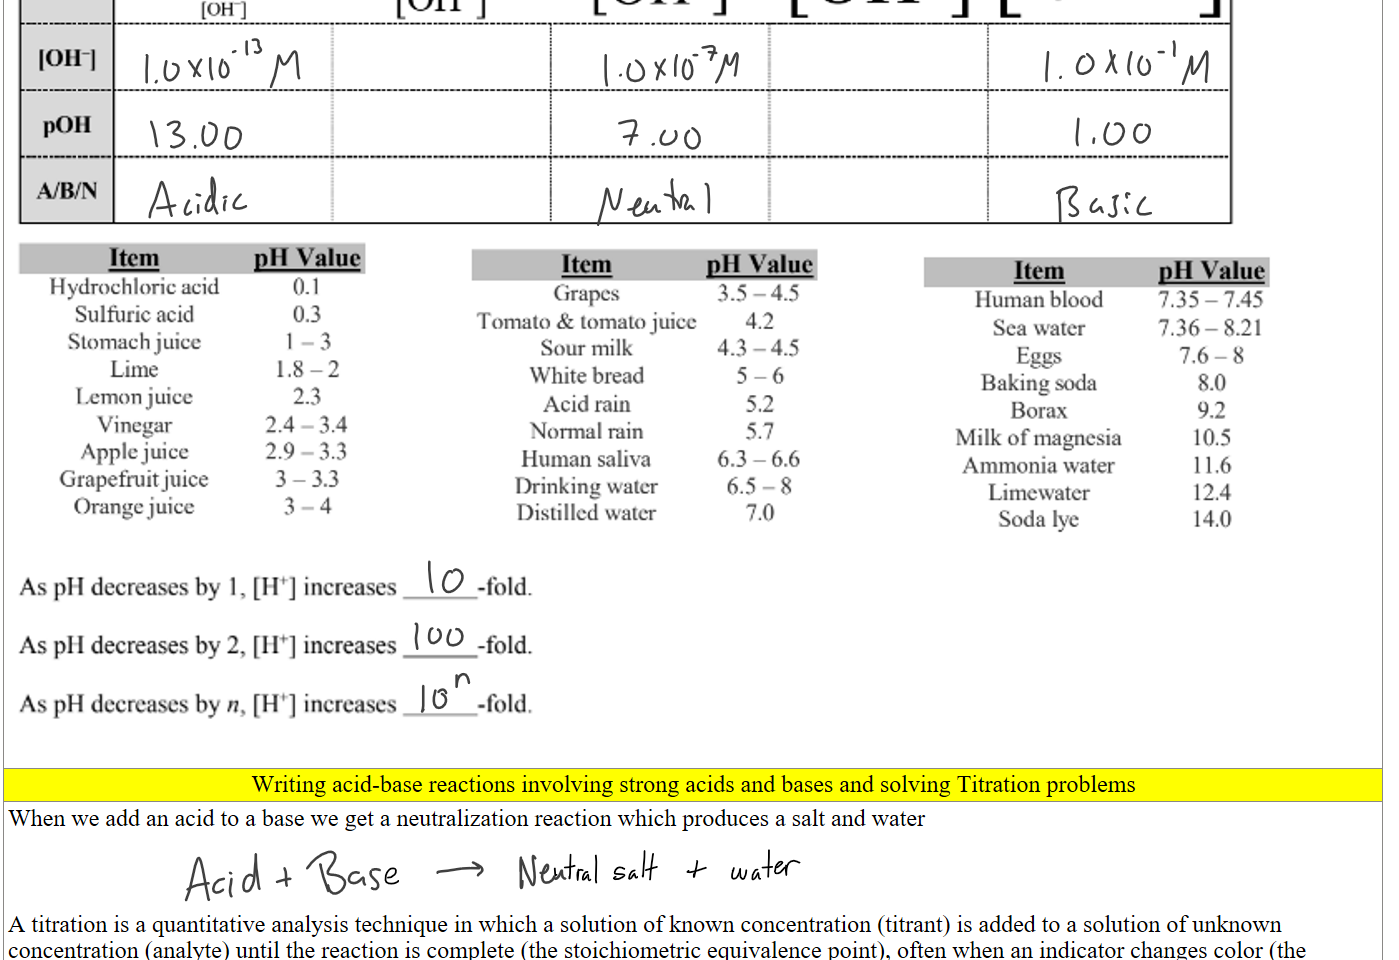 [OH⁻] [OH⁻] [OH⁻] [OH⁻] [ ]
[OH⁻] 1.0x10⁻¹³ M 1.0x10⁻⁷ M 1.0x10⁻¹ M
pOH 13.00 7.00 1.00
A/B/N Acidic Neutral Basic
Item pH Value
Hydrochloric acid 0.1
Sulfuric acid 0.3
Stomach juice 1 – 3
Lime 1.8 – 2
Lemon juice 2.3
Vinegar 2.4 – 3.4
Apple juice 2.9 – 3.3
Grapefruit juice 3 – 3.3
Orange juice 3 – 4
Item pH Value
Grapes 3.5 – 4.5
Tomato & tomato juice 4.2
Sour milk 4.3 – 4.5
White bread 5 – 6
Acid rain 5.2
Normal rain 5.7
Human saliva 6.3 – 6.6
Drinking water 6.5 – 8
Distilled water 7.0
Item pH Value
Human blood 7.35 – 7.45
Sea water 7.36 – 8.21
Eggs 7.6 – 8
Baking soda 8.0
Borax 9.2
Milk of magnesia 10.5
Ammonia water 11.6
Limewater 12.4
Soda lye 14.0
As pH decreases by 1, [H⁺] increases 10 -fold.
As pH decreases by 2, [H⁺] increases 100 -fold.
As pH decreases by n, [H⁺] increases 10ⁿ -fold.
Writing acid-base reactions involving strong acids and bases and solving Titration problems
When we add an acid to a base we get a neutralization reaction which produces a salt and water
Acid + Base → Neutral salt + water
A titration is a quantitative analysis technique in which a solution of known concentration (titrant) is added to a solution of unknown
concentration (analyte) until the reaction is complete (the stoichiometric equivalence point), often when an indicator changes color (the